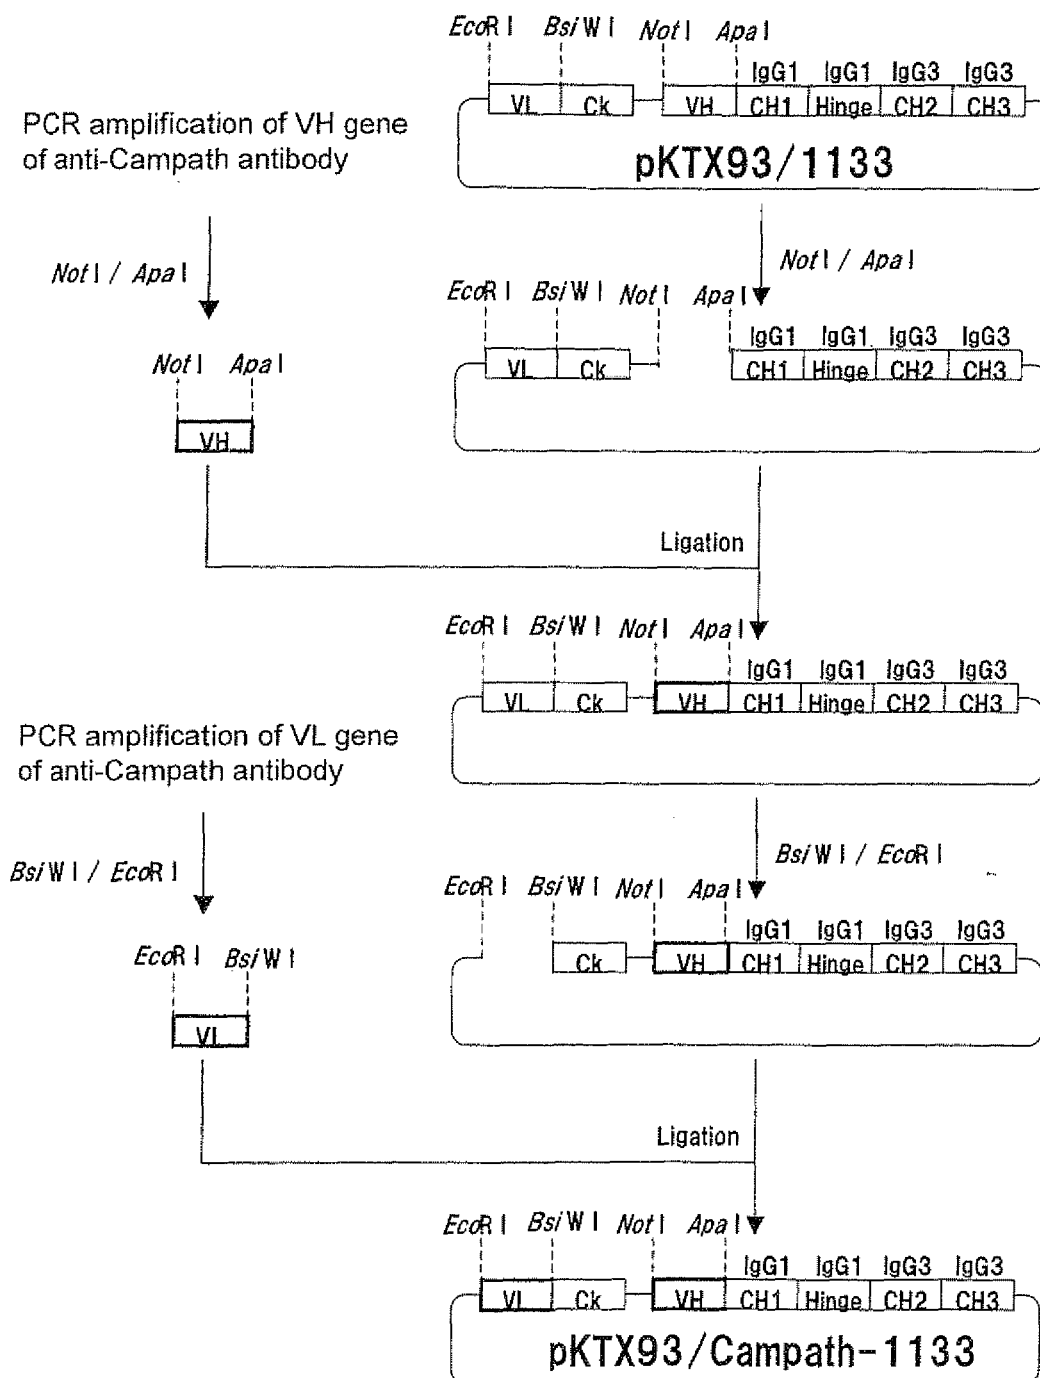 EcoR I BsiW I Not I Apa I
IgG1 IgG1 IgG3 IgG3
VL Ck VH CH1 Hinge CH2 CH3
PCR amplification of VH gene
of anti-Campath antibody
pKTX93/1133
Not I / Apa I
Not I / Apa I
EcoR I BsiW I Not I Apa I
IgG1 IgG1 IgG3 IgG3
VL Ck CH1 Hinge CH2 CH3
Not I Apa I
VH
Ligation
EcoR I BsiW I Not I Apa I
IgG1 IgG1 IgG3 IgG3
VL Ck VH CH1 Hinge CH2 CH3
PCR amplification of VL gene
of anti-Campath antibody
BsiW I / EcoR I
BsiW I / EcoR I
EcoR I BsiW I Not I Apa I
IgG1 IgG1 IgG3 IgG3
Ck VH CH1 Hinge CH2 CH3
EcoR I BsiW I
VL
Ligation
EcoR I BsiW I Not I Apa I
IgG1 IgG1 IgG3 IgG3
VL Ck VH CH1 Hinge CH2 CH3
pKTX93/Campath-1133